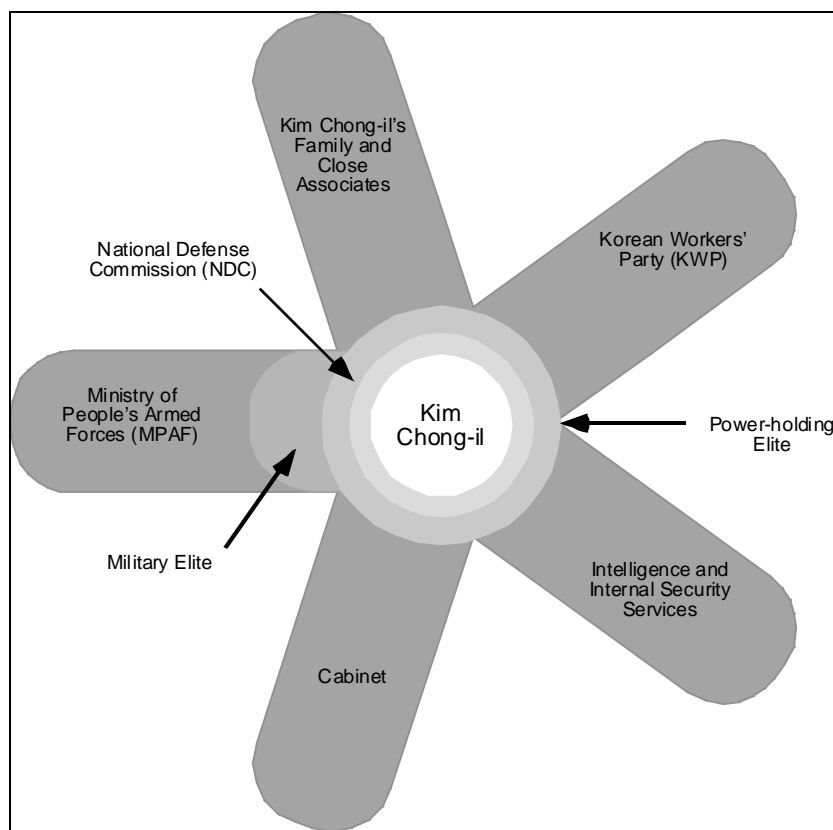 Kim Chong-il's
Family and
Close
Associates
Korean Workers'
Party (KWP)
National Defense
Commission (NDC)
Ministry of
People's Armed
Forces (MPAF)
Kim
Chong-il
Power-holding
Elite
Military Elite
Intelligence and
Internal Security
Services
Cabinet